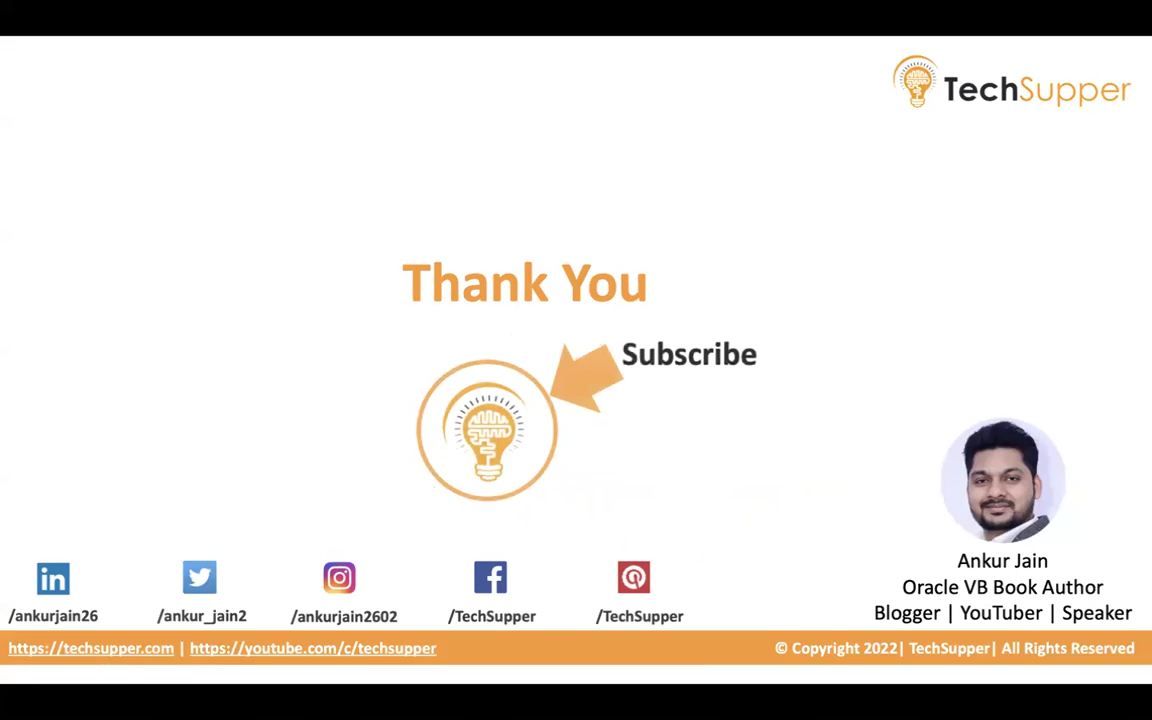 TechSupper
Thank You
Subscribe
Ankur Jain
Oracle VB Book Author
Blogger | YouTuber | Speaker
/ankurjain26
/ankur_jain2
/ankurjain2602
/TechSupper
/TechSupper
https://techsupper.com | https://youtube.com/c/techsupper
© Copyright 2022| TechSupper| All Rights Reserved